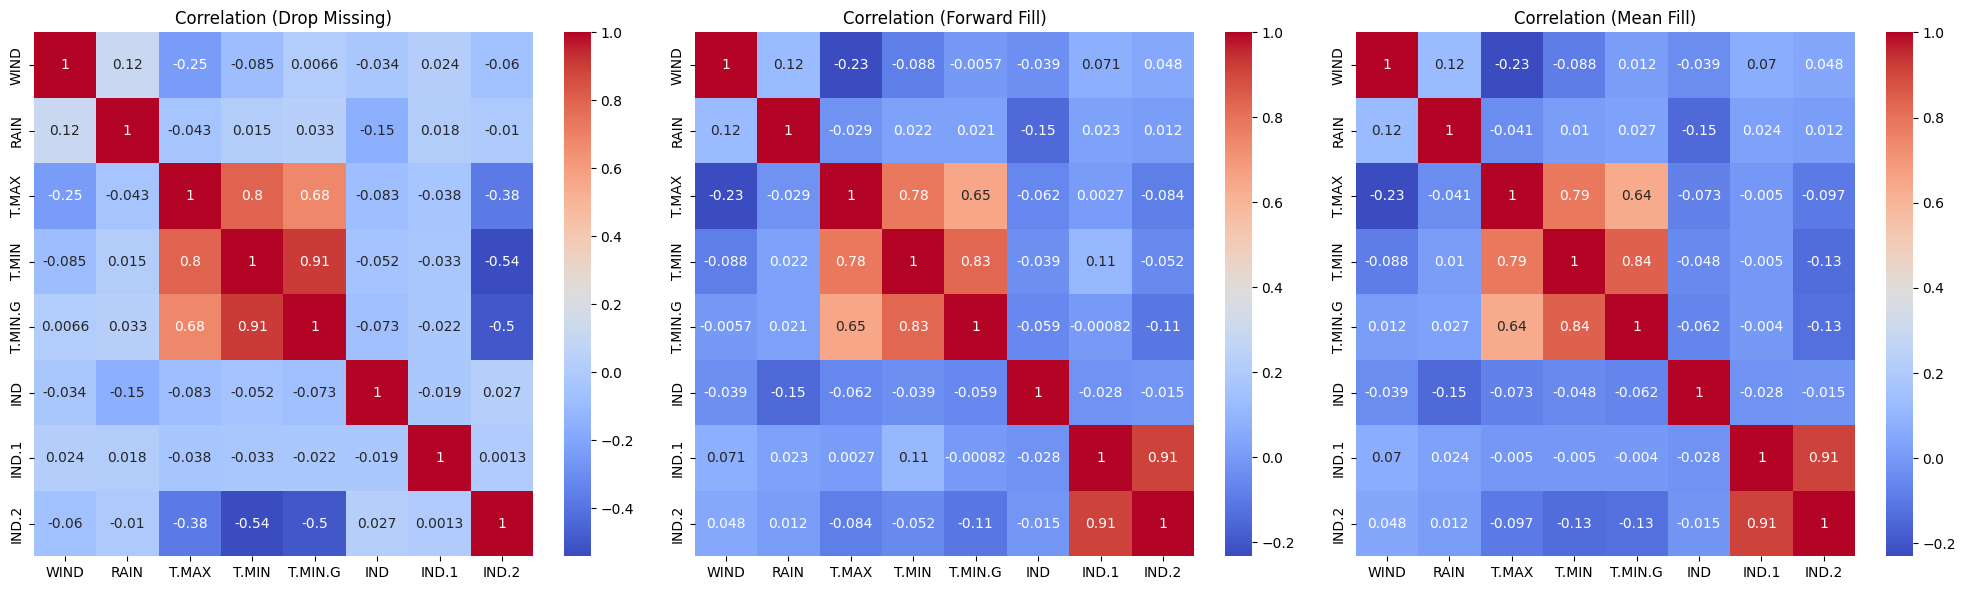 Correlation (Drop Missing)
WIND 1 0.12 -0.25 -0.085 0.0066 -0.034 0.024 -0.06
RAIN 0.12 1 -0.043 0.015 0.033 -0.15 0.018 -0.01
T.MAX -0.25 -0.043 1 0.8 0.68 -0.083 -0.038 -0.38
T.MIN -0.085 0.015 0.8 1 0.91 -0.052 -0.033 -0.54
T.MIN.G 0.0066 0.033 0.68 0.91 1 -0.073 -0.022 -0.5
IND -0.034 -0.15 -0.083 -0.052 -0.073 1 -0.019 0.027
IND.1 0.024 0.018 -0.038 -0.033 -0.022 -0.019 1 0.0013
IND.2 -0.06 -0.01 -0.38 -0.54 -0.5 0.027 0.0013 1
WIND RAIN T.MAX T.MIN T.MIN.G IND IND.1 IND.2
1.0
0.8
0.6
0.4
0.2
0.0
−0.2
−0.4
Correlation (Forward Fill)
WIND 1 0.12 -0.23 -0.088 -0.0057 -0.039 0.071 0.048
RAIN 0.12 1 -0.029 0.022 0.021 -0.15 0.023 0.012
T.MAX -0.23 -0.029 1 0.78 0.65 -0.062 0.0027 -0.084
T.MIN -0.088 0.022 0.78 1 0.83 -0.039 0.11 -0.052
T.MIN.G -0.0057 0.021 0.65 0.83 1 -0.059 -0.00082 -0.11
IND -0.039 -0.15 -0.062 -0.039 -0.059 1 -0.028 -0.015
IND.1 0.071 0.023 0.0027 0.11 -0.00082 -0.028 1 0.91
IND.2 0.048 0.012 -0.084 -0.052 -0.11 -0.015 0.91 1
WIND RAIN T.MAX T.MIN T.MIN.G IND IND.1 IND.2
1.0
0.8
0.6
0.4
0.2
0.0
−0.2
Correlation (Mean Fill)
WIND 1 0.12 -0.23 -0.088 0.012 -0.039 0.07 0.048
RAIN 0.12 1 -0.041 0.01 0.027 -0.15 0.024 0.012
T.MAX -0.23 -0.041 1 0.79 0.64 -0.073 -0.005 -0.097
T.MIN -0.088 0.01 0.79 1 0.84 -0.048 -0.005 -0.13
T.MIN.G 0.012 0.027 0.64 0.84 1 -0.062 -0.004 -0.13
IND -0.039 -0.15 -0.073 -0.048 -0.062 1 -0.028 -0.015
IND.1 0.07 0.024 -0.005 -0.005 -0.004 -0.028 1 0.91
IND.2 0.048 0.012 -0.097 -0.13 -0.13 -0.015 0.91 1
WIND RAIN T.MAX T.MIN T.MIN.G IND IND.1 IND.2
1.0
0.8
0.6
0.4
0.2
0.0
−0.2